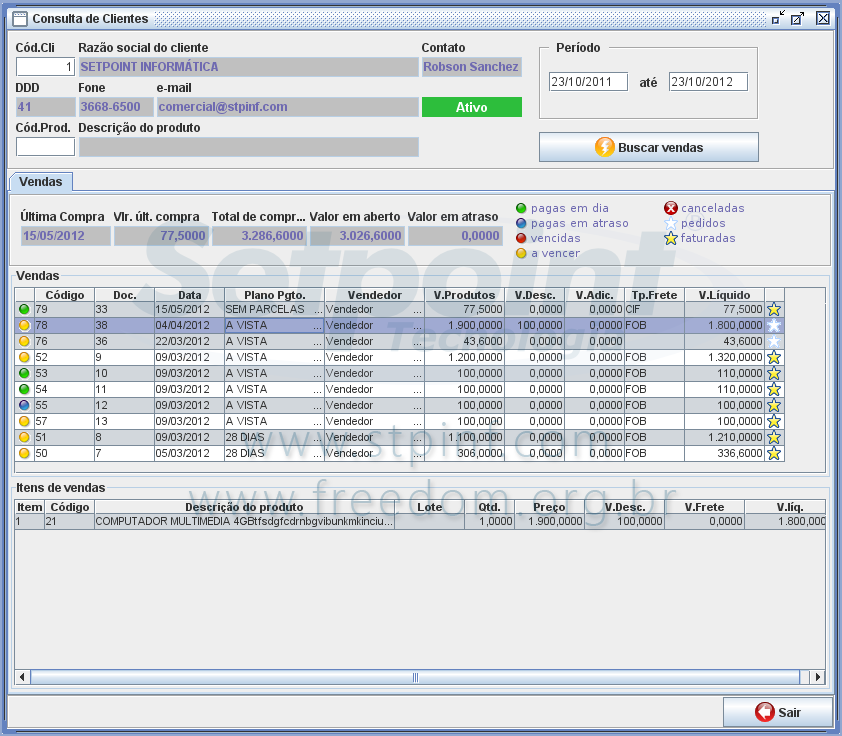 Consulta de Clientes
Cód.Cli Razão social do cliente Contato Período
1 SETPOINT INFORMÁTICA Robson Sanchez
23/10/2011 até 23/10/2012
DDD Fone e-mail
41 3668-6500 comercial@stpinf.com Ativo
Cód.Prod. Descrição do produto
Buscar vendas
Vendas
Última Compra Vlr. últ. compra Total de compr... Valor em aberto Valor em atraso
15/05/2012 77,5000 3.286,6000 3.026,6000 0,0000
pagas em dia canceladas
pagas em atraso pedidos
vencidas faturadas
a vencer
Setpoint
Vendas
Código Doc. Data Plano Pgto. Vendedor V.Produtos V.Desc. V.Adic. Tp.Frete V.Líquido
79 33 15/05/2012 SEM PARCELAS ... Vendedor ... 77,5000 0,0000 0,0000 CIF 77,5000
78 38 04/04/2012 A VISTA ... Vendedor ... 1.900,0000 100,0000 0,0000 FOB 1.800,0000
76 36 22/03/2012 A VISTA ... Vendedor ... 43,6000 0,0000 0,0000 43,6000
52 9 09/03/2012 A VISTA ... Vendedor ... 1.200,0000 0,0000 0,0000 FOB 1.320,0000
53 10 09/03/2012 A VISTA ... Vendedor ... 100,0000 0,0000 0,0000 FOB 110,0000
54 11 09/03/2012 A VISTA ... Vendedor ... 100,0000 0,0000 0,0000 FOB 110,0000
55 12 09/03/2012 A VISTA ... Vendedor ... 100,0000 0,0000 0,0000 FOB 100,0000
57 13 09/03/2012 A VISTA ... Vendedor ... 100,0000 0,0000 0,0000 FOB 100,0000
51 8 09/03/2012 28 DIAS ... Vendedor ... 1.100,0000 0,0000 0,0000 FOB 1.210,0000
50 7 05/03/2012 28 DIAS ... Vendedor ... 306,0000 0,0000 0,0000 FOB 336,6000
www.stpinf.com
Itens de vendas
www.freedom.org.br
Item Código Descrição do produto Lote Qtd. Preço V.Desc. V.Frete V.líq.
1 21 COMPUTADOR MULTIMEDIA 4GBtfsdgfcdrnbgvibunkmkinciu... 1,0000 1.900,0000 100,0000 0,0000 1.800,000
Sair